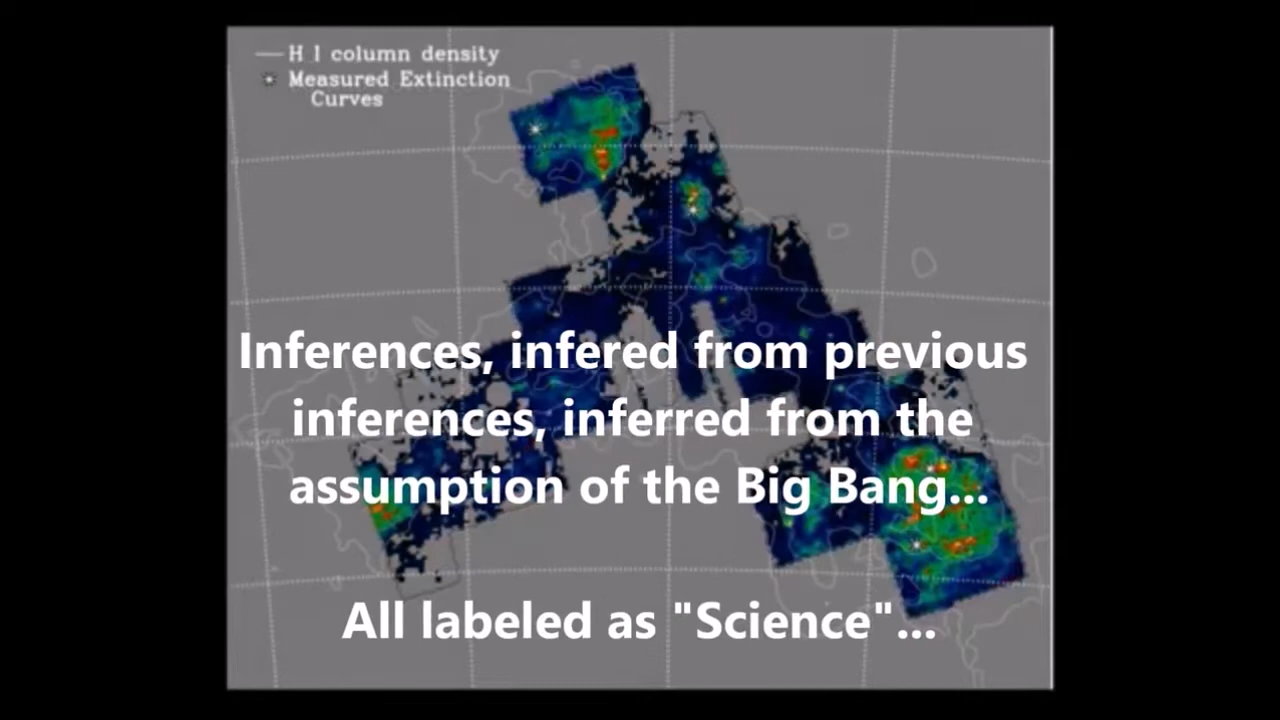 H I column density
Measured Extinction
Curves
Inferences, infered from previous
inferences, inferred from the
assumption of the Big Bang...
All labeled as "Science"...